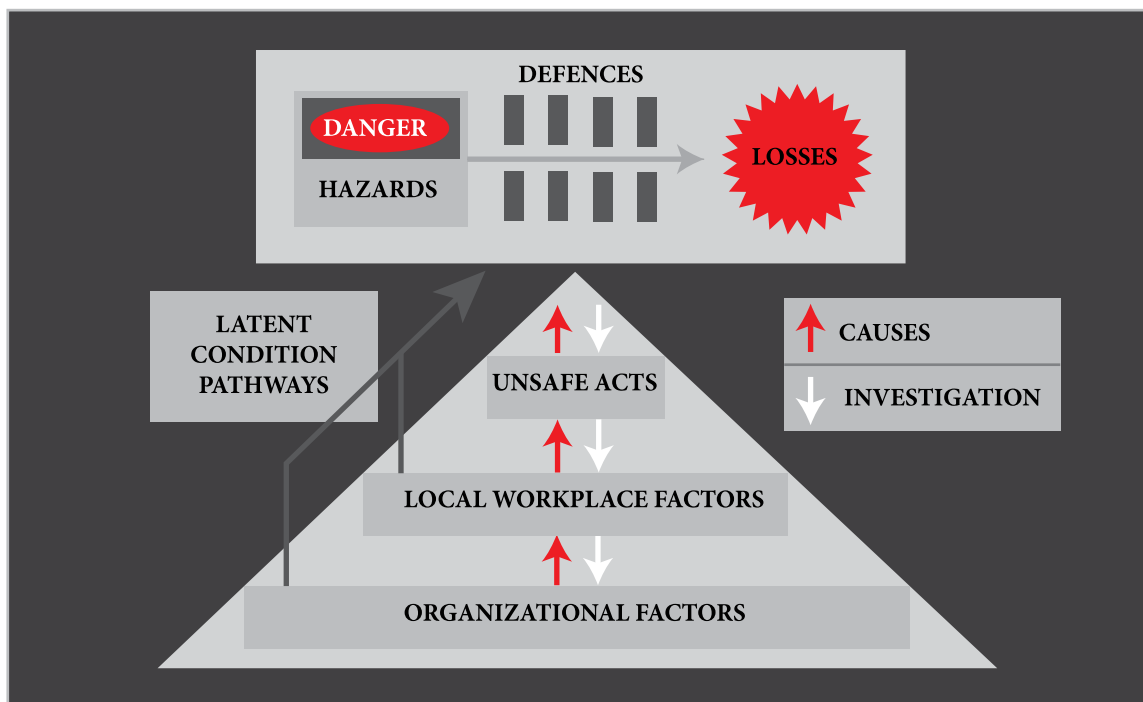 DEFENCES
DANGER
HAZARDS
LOSSES
LATENT
CONDITION
PATHWAYS
CAUSES
INVESTIGATION
UNSAFE ACTS
LOCAL WORKPLACE FACTORS
ORGANIZATIONAL FACTORS